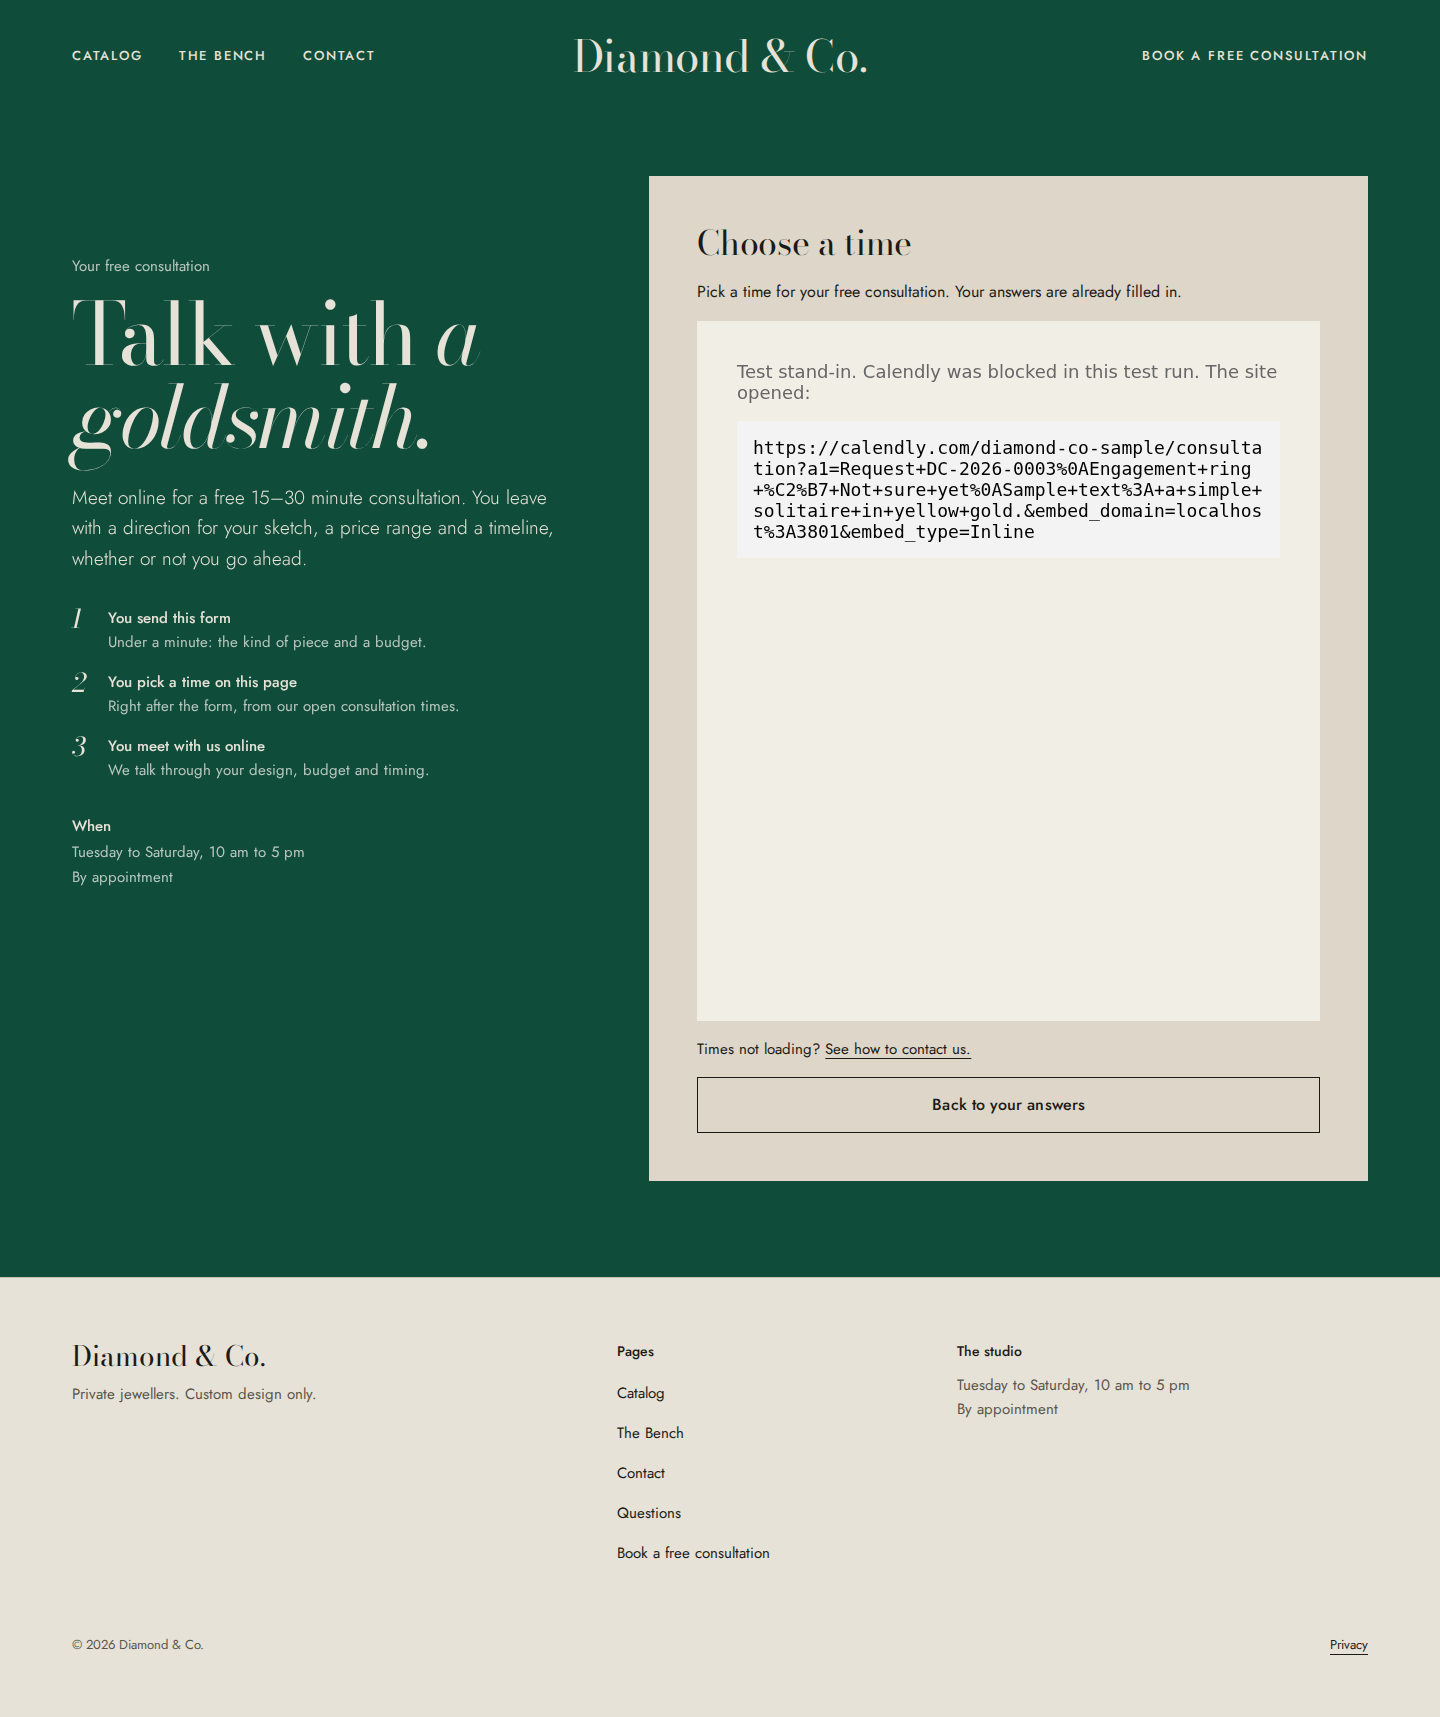 CATALOG
THE BENCH
CONTACT
Diamond & Co.
BOOK A FREE CONSULTATION
Your free consultation
Talk with a
goldsmith.
Meet online for a free 15–30 minute consultation. You leave
with a direction for your sketch, a price range and a timeline,
whether or not you go ahead.
1
You send this form
Under a minute: the kind of piece and a budget.
2
You pick a time on this page
Right after the form, from our open consultation times.
3
You meet with us online
We talk through your design, budget and timing.
When
Tuesday to Saturday, 10 am to 5 pm
By appointment
Choose a time
Pick a time for your free consultation. Your answers are already filled in.
Test stand-in. Calendly was blocked in this test run. The site
opened:
https://calendly.com/diamond-co-sample/consulta
tion?a1=Request+DC-2026-0003%0AEngagement+ring
+%C2%B7+Not+sure+yet%0ASample+text%3A+a+simple+
solitaire+in+yellow+gold.&embed_domain=localhos
t%3A3801&embed_type=Inline
Times not loading? See how to contact us.
Back to your answers
Diamond & Co.
Private jewellers. Custom design only.
Pages
Catalog
The Bench
Contact
Questions
Book a free consultation
The studio
Tuesday to Saturday, 10 am to 5 pm
By appointment
© 2026 Diamond & Co.
Privacy